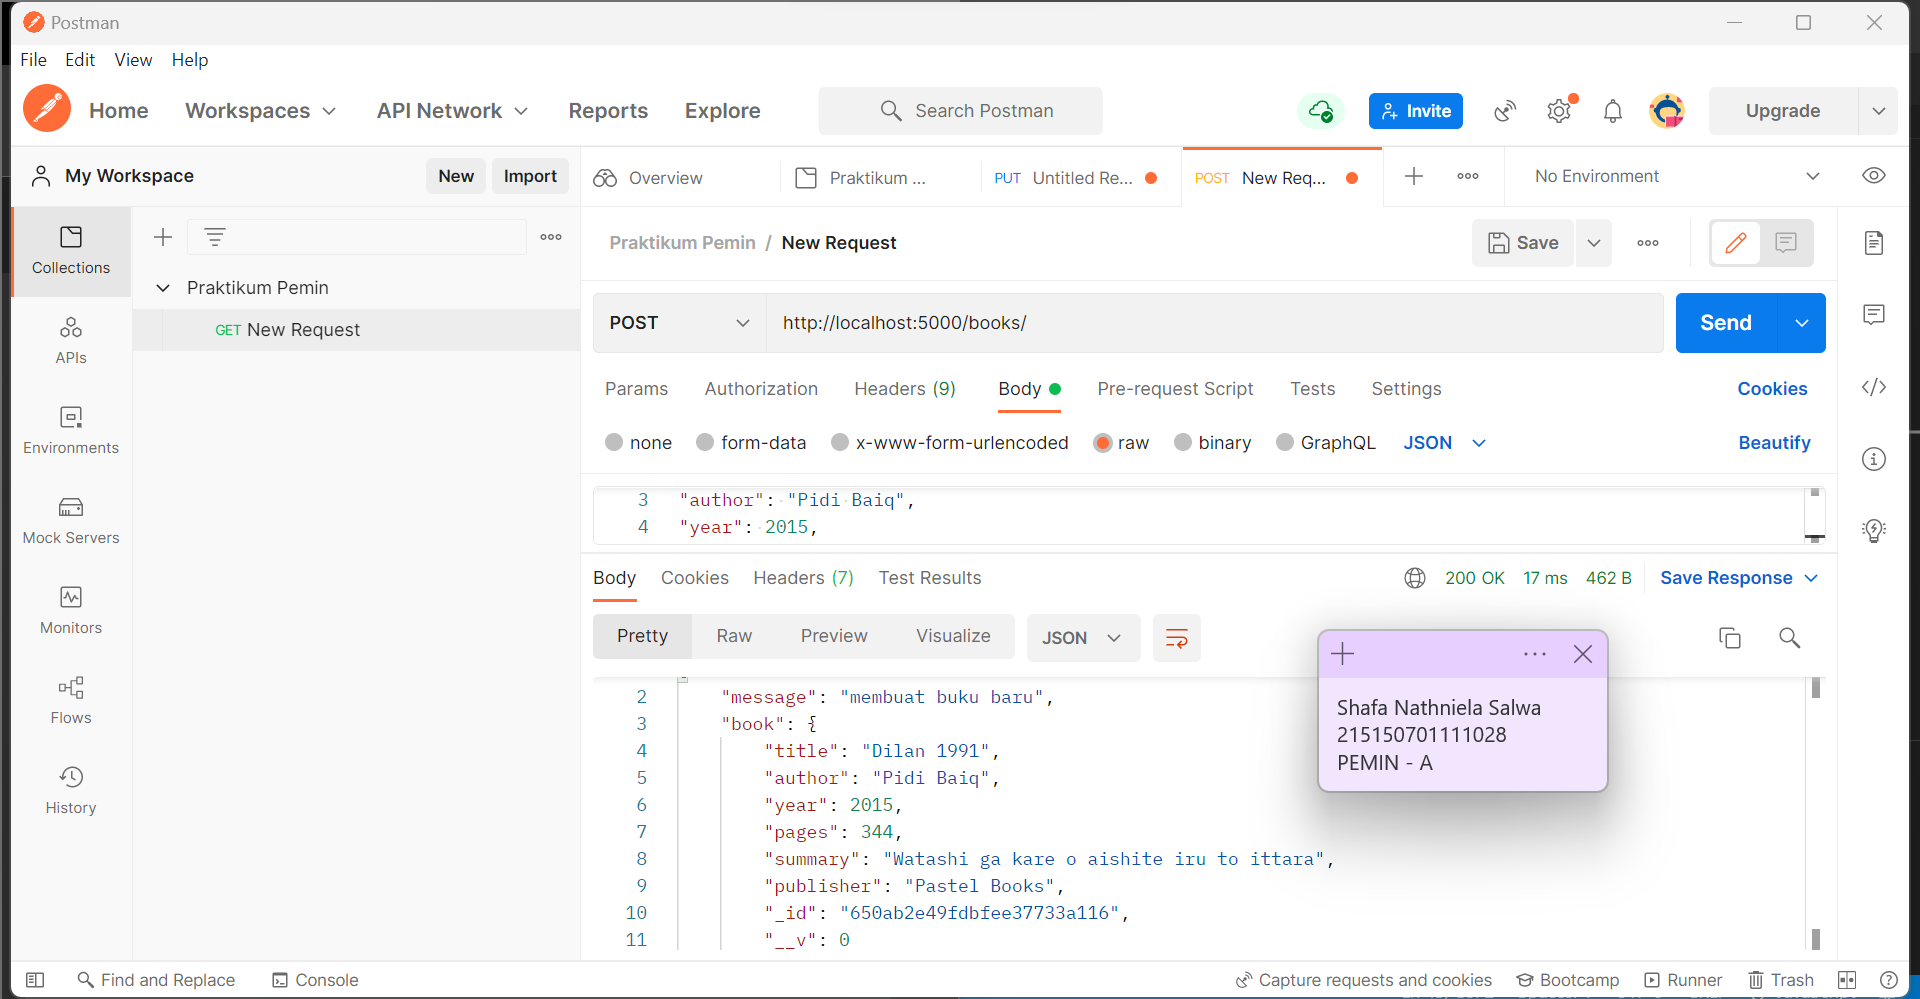 Postman
File Edit View Help
Home Workspaces API Network Reports Explore Search Postman Invite Upgrade
My Workspace New Import Overview Praktikum ... PUT Untitled Re... POST New Req... No Environment
Collections
APIs
Environments
Mock Servers
Monitors
Flows
History
Praktikum Pemin
GET New Request
Praktikum Pemin / New Request Save
POST http://localhost:5000/books/ Send
Params Authorization Headers (9) Body Pre-request Script Tests Settings Cookies
none form-data x-www-form-urlencoded raw binary GraphQL JSON Beautify
3 "author": "Pidi Baiq",
4 "year": 2015,
Body Cookies Headers (7) Test Results 200 OK 17 ms 462 B Save Response
Pretty Raw Preview Visualize JSON
2 "message": "membuat buku baru",
3 "book": {
4 "title": "Dilan 1991",
5 "author": "Pidi Baiq",
6 "year": 2015,
7 "pages": 344,
8 "summary": "Watashi ga kare o aishite iru to ittara",
9 "publisher": "Pastel Books",
10 "_id": "650ab2e49fdbfee37733a116",
11 "__v": 0
Shafa Nathniela Salwa
215150701111028
PEMIN - A
Find and Replace Console Capture requests and cookies Bootcamp Runner Trash